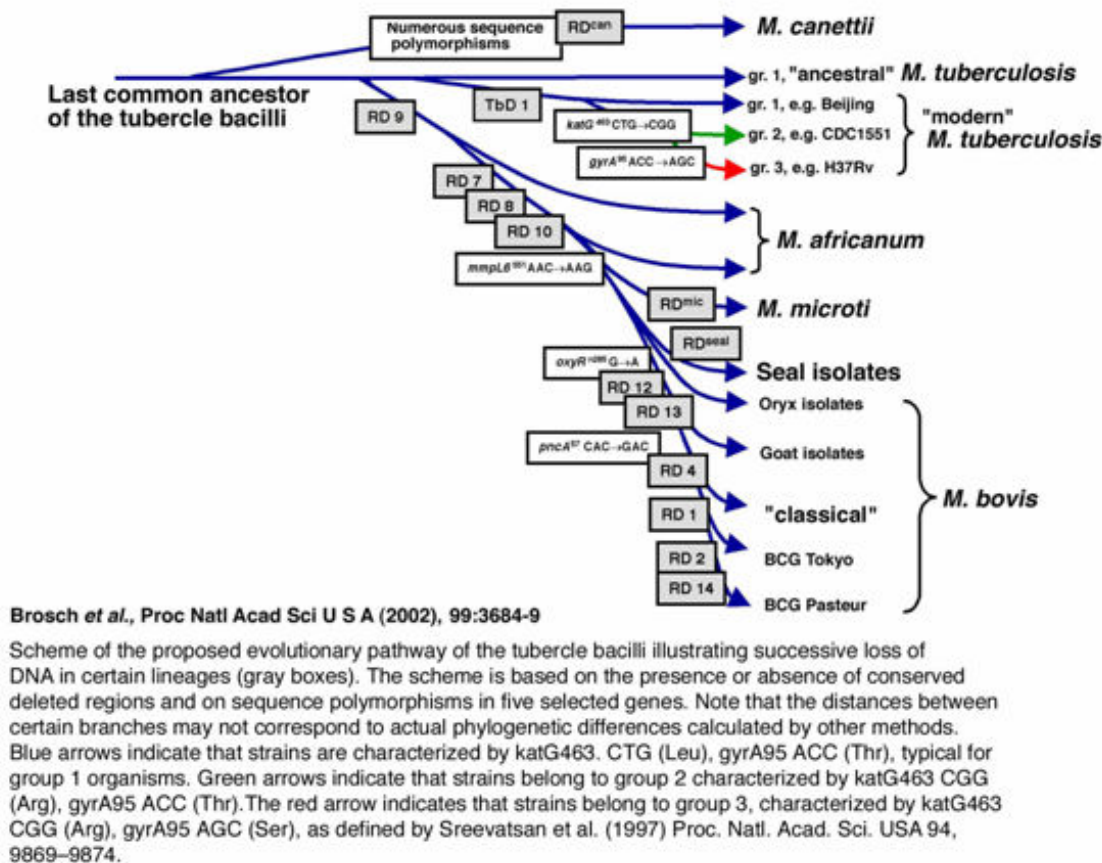 Numerous sequence
polymorphisms
RDcan
M. canettii
Last common ancestor
of the tubercle bacilli
gr. 1, "ancestral" M. tuberculosis
TbD 1
gr. 1, e.g. Beijing
RD 9
katG 463 CTG→CGG
gr. 2, e.g. CDC1551
"modern"
M. tuberculosis
gyrA95 ACC→AGC
gr. 3, e.g. H37Rv
RD 7
RD 8
RD 10
M. africanum
mmpL6551 AAC→AAG
RDmic
M. microti
RDseal
Seal isolates
oxyRn285 G→A
RD 12
RD 13
Oryx isolates
pncA57 CAC→GAC
Goat isolates
RD 4
M. bovis
RD 1
"classical"
RD 2
BCG Tokyo
RD 14
BCG Pasteur
Brosch et al., Proc Natl Acad Sci U S A (2002), 99:3684-9
Scheme of the proposed evolutionary pathway of the tubercle bacilli illustrating successive loss of
DNA in certain lineages (gray boxes). The scheme is based on the presence or absence of conserved
deleted regions and on sequence polymorphisms in five selected genes. Note that the distances between
certain branches may not correspond to actual phylogenetic differences calculated by other methods.
Blue arrows indicate that strains are characterized by katG463. CTG (Leu), gyrA95 ACC (Thr), typical for
group 1 organisms. Green arrows indicate that strains belong to group 2 characterized by katG463 CGG
(Arg), gyrA95 ACC (Thr).The red arrow indicates that strains belong to group 3, characterized by katG463
CGG (Arg), gyrA95 AGC (Ser), as defined by Sreevatsan et al. (1997) Proc. Natl. Acad. Sci. USA 94,
9869–9874.